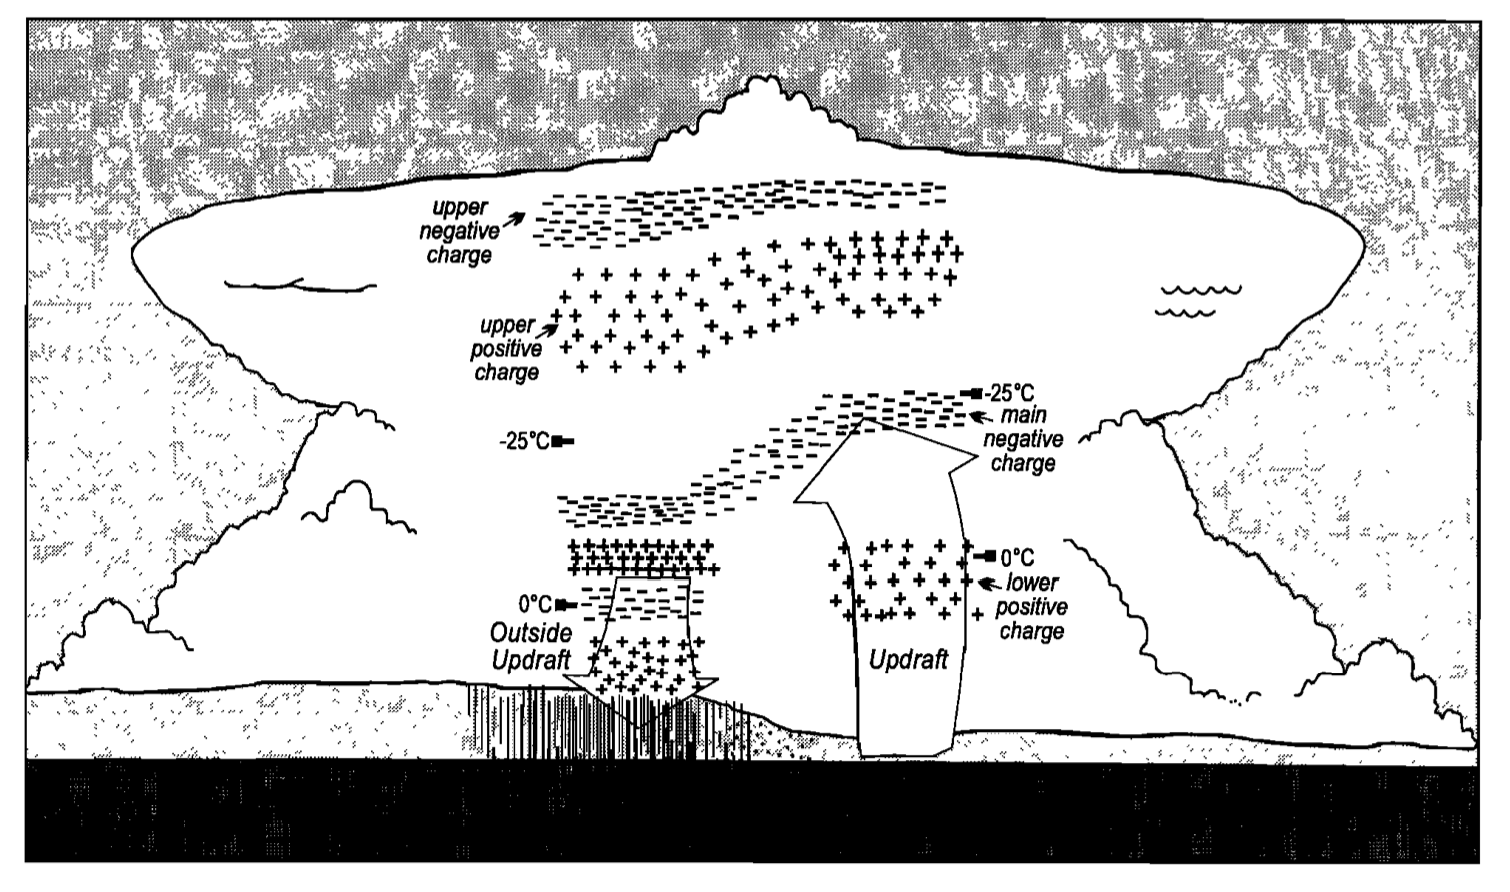 upper
negative
charge
upper
positive
charge
-25°C
main
negative
charge
-25°C
0°C
lower
positive
charge
0°C
Outside
Updraft
Updraft